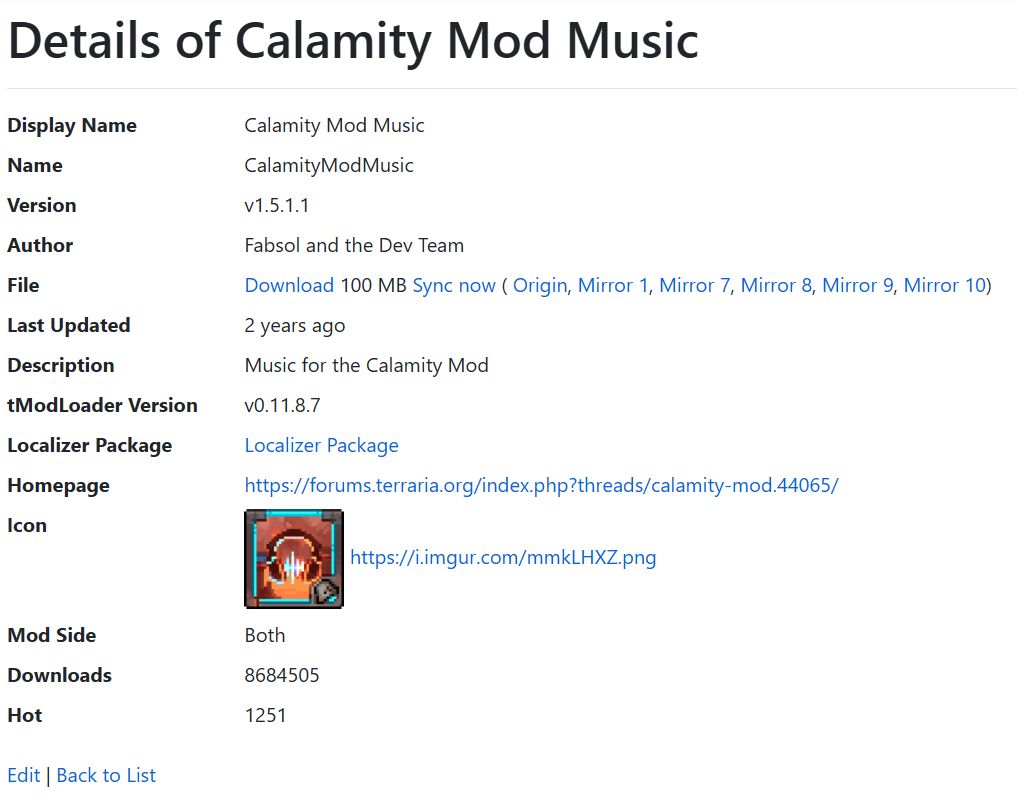 Details of Calamity Mod Music
Display Name Calamity Mod Music
Name CalamityModMusic
Version v1.5.1.1
Author Fabsol and the Dev Team
File Download 100 MB Sync now ( Origin, Mirror 1, Mirror 7, Mirror 8, Mirror 9, Mirror 10)
Last Updated 2 years ago
Description Music for the Calamity Mod
tModLoader Version v0.11.8.7
Localizer Package Localizer Package
Homepage https://forums.terraria.org/index.php?threads/calamity-mod.44065/
Icon https://i.imgur.com/mmkLHXZ.png
Mod Side Both
Downloads 8684505
Hot 1251
Edit | Back to List